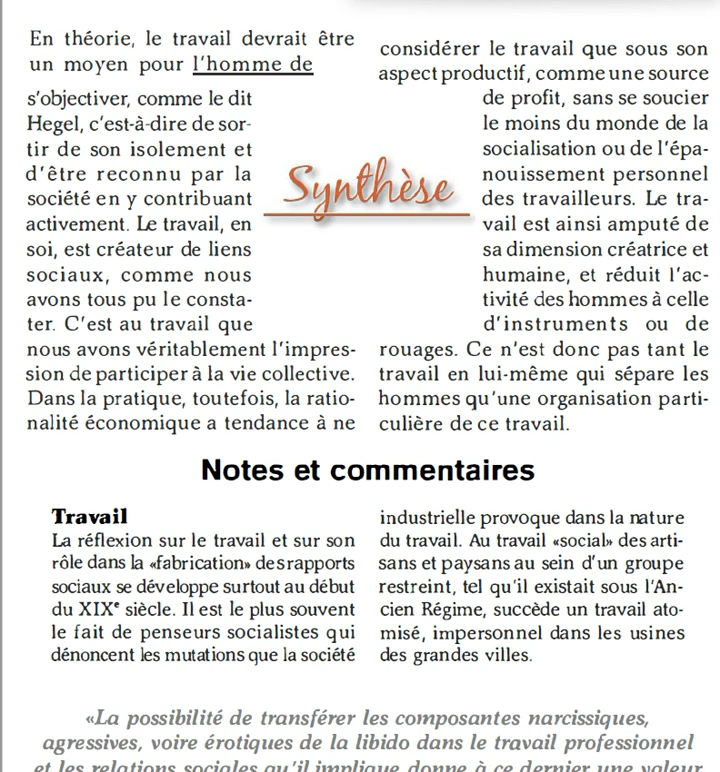 En théorie, le travail devrait être
un moyen pour l'homme de
s'objectiver, comme le dit
Hegel, c'est-à-dire de sor-
tir de son isolement et
d'être reconnu par la
société en y contribuant
activement. Le travail, en
soi, est créateur de liens
sociaux, comme nous
avons tous pu le consta-
ter. C'est au travail que
nous avons véritablement l'impres-
sion de participer à la vie collective.
Dans la pratique, toutefois, la ratio-
nalité économique a tendance à ne
Synthèse
considérer le travail que sous son
aspect productif, comme une source
de profit, sans se soucier
le moins du monde de la
socialisation ou de l'épa-
nouissement personnel
des travailleurs. Le tra-
vail est ainsi amputé de
sa dimension créatrice et
humaine, et réduit l'ac-
tivité des hommes à celle
d'instruments ou de
rouages. Ce n'est donc pas tant le
travail en lui-même qui sépare les
hommes qu'une organisation parti-
culière de ce travail.
Notes et commentaires
Travail
La réflexion sur le travail et sur son
rôle dans la «fabrication» des rapports
sociaux se développe surtout au début
du XIXe siècle. Il est le plus souvent
le fait de penseurs socialistes qui
dénoncent les mutations que la société
industrielle provoque dans la nature
du travail. Au travail «social» des arti-
sans et paysans au sein d'un groupe
restreint, tel qu'il existait sous l'An-
cien Régime, succède un travail ato-
misé, impersonnel dans les usines
des grandes villes.
«La possibilité de transférer les composantes narcissiques,
agressives, voire érotiques de la libido dans le travail professionnel
et les relations sociales qu'il implique donne à ce dernier une valeur